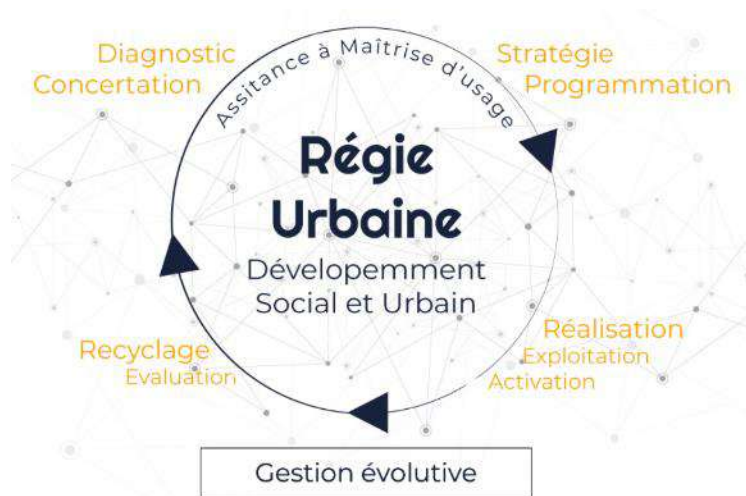 Diagnostic
Concertation
Assitance à Maîtrise d'usage
Stratégie
Programmation
Régie
Urbaine
Dévelopemment
Social et Urbain
Recyclage
Evaluation
Réalisation
Exploitation
Activation
Gestion évolutive